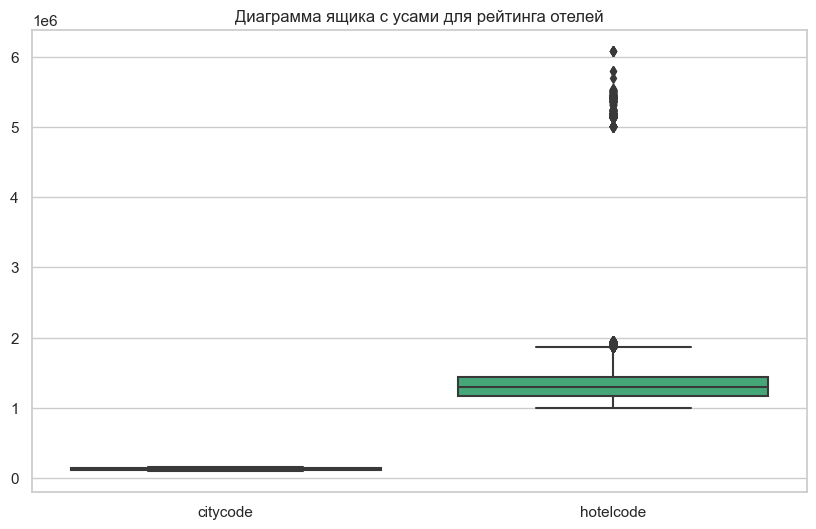 Диаграмма ящика с усами для рейтинга отелей
1e6
6
5
4
3
2
1
0
citycode hotelcode